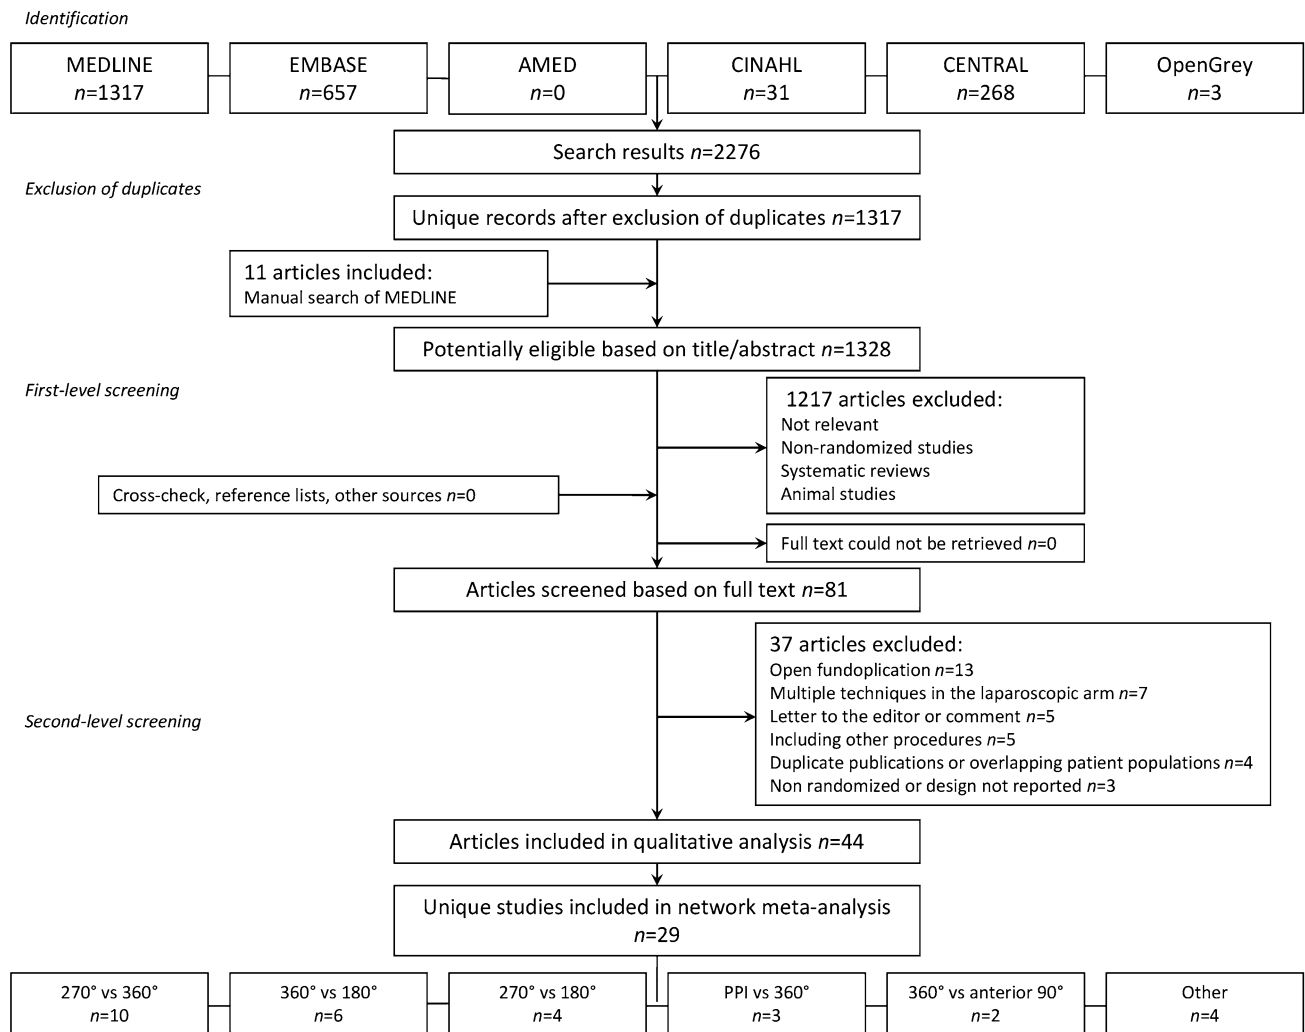 Identification
MEDLINE
n=1317
EMBASE
n=657
AMED
n=0
CINAHL
n=31
CENTRAL
n=268
OpenGrey
n=3
Search results n=2276
Exclusion of duplicates
Unique records after exclusion of duplicates n=1317
11 articles included:
Manual search of MEDLINE
Potentially eligible based on title/abstract n=1328
First-level screening
1217 articles excluded:
Not relevant
Non-randomized studies
Systematic reviews
Animal studies
Cross-check, reference lists, other sources n=0
Full text could not be retrieved n=0
Articles screened based on full text n=81
37 articles excluded:
Open fundoplication n=13
Multiple techniques in the laparoscopic arm n=7
Letter to the editor or comment n=5
Including other procedures n=5
Duplicate publications or overlapping patient populations n=4
Non randomized or design not reported n=3
Second-level screening
Articles included in qualitative analysis n=44
Unique studies included in network meta-analysis
n=29
270° vs 360°
n=10
360° vs 180°
n=6
270° vs 180°
n=4
PPI vs 360°
n=3
360° vs anterior 90°
n=2
Other
n=4